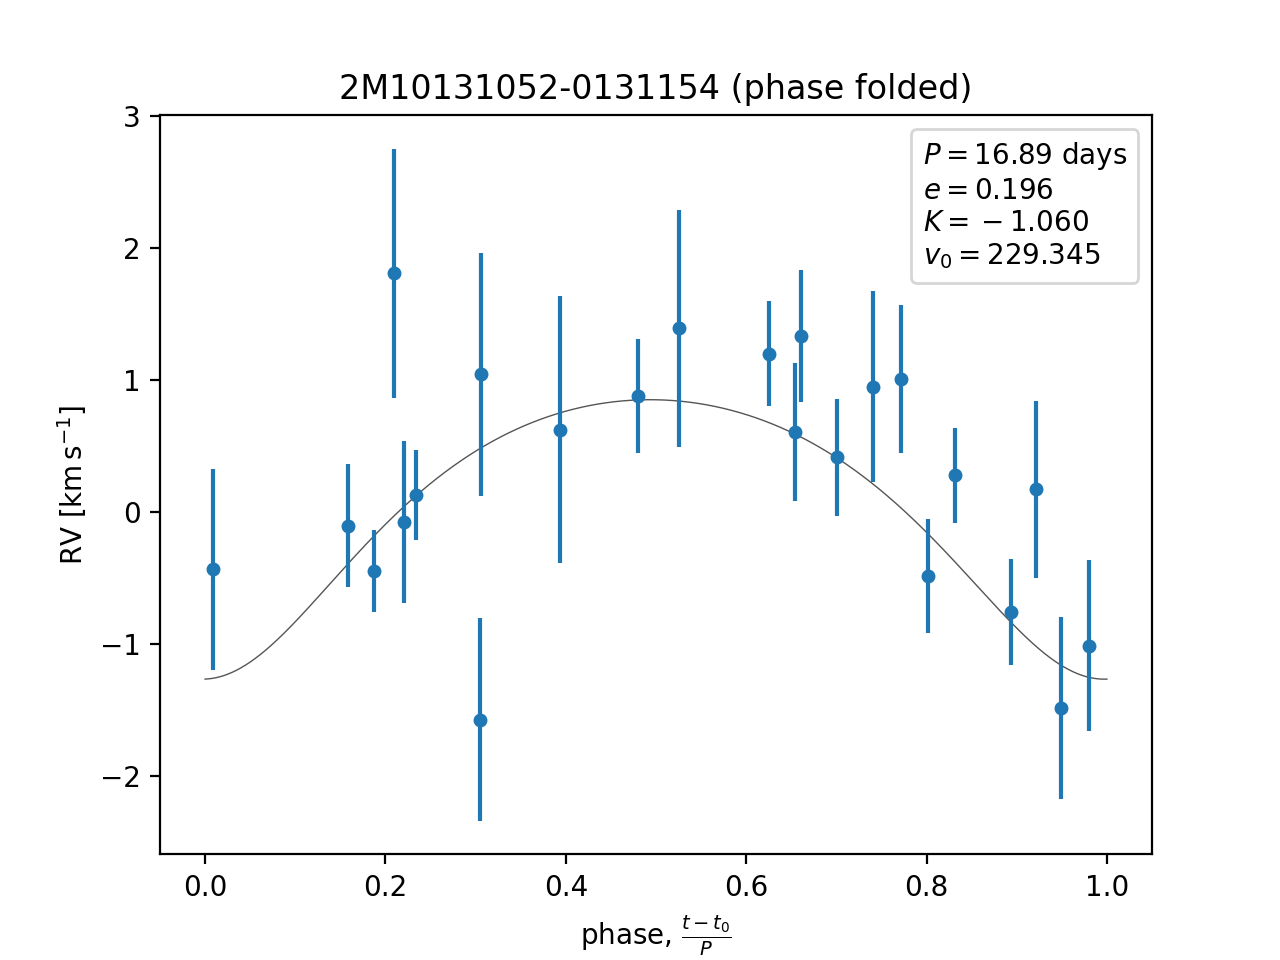 2M10131052-0131154 (phase folded)
P = 16.89 days
e = 0.196
K = −1.060
v₀ = 229.345
RV [km s⁻¹]
3
2
1
0
−1
−2
0.0 0.2 0.4 0.6 0.8 1.0
phase, (t − t₀)/P